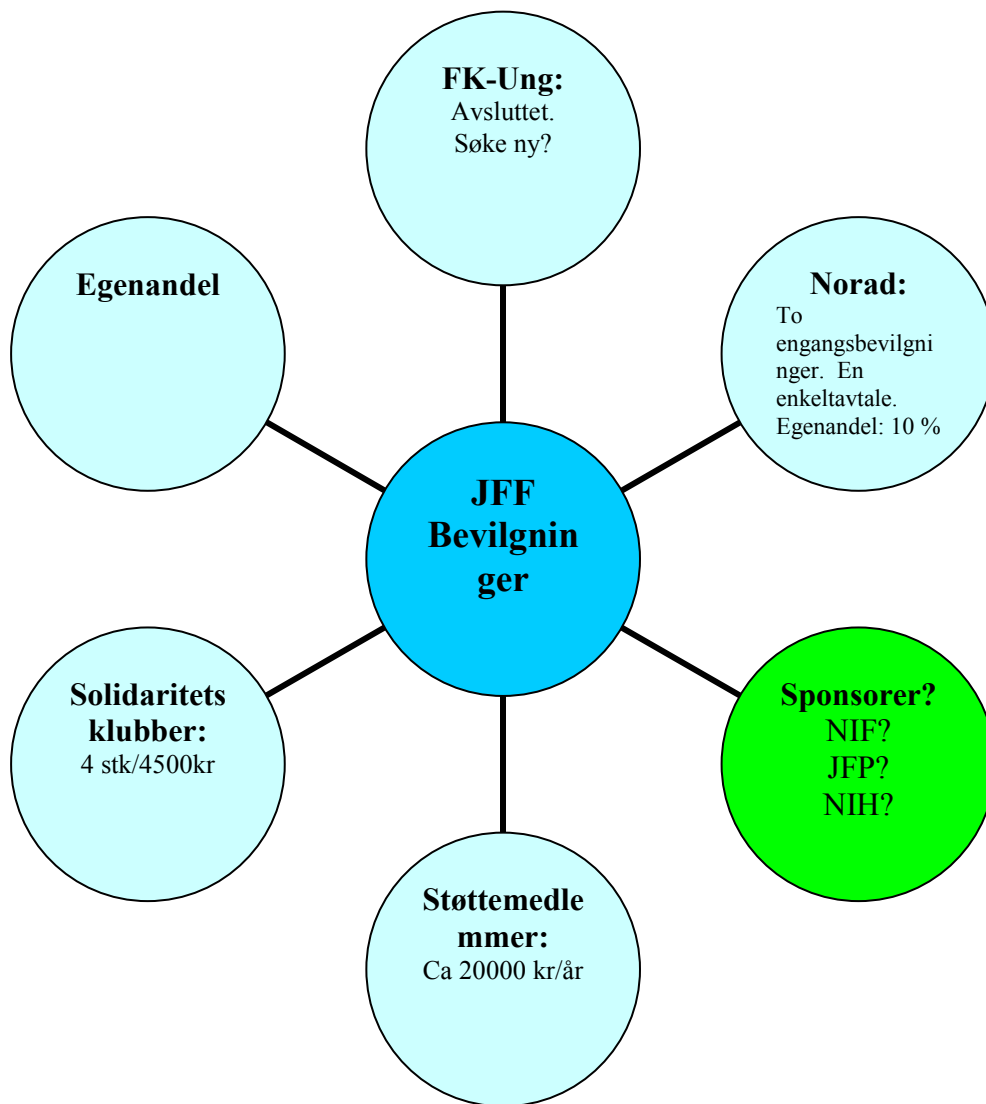 FK-Ung:
Avsluttet.
Søke ny?
Egenandel
Norad:
To
engangsbevilgni
nger.  En
enkeltavtale.
Egenandel: 10 %
JFF
Bevilgnin
ger
Solidaritets
klubber:
4 stk/4500kr
Sponsorer?
NIF?
JFP?
NIH?
Støttemedle
mmer:
Ca 20000 kr/år